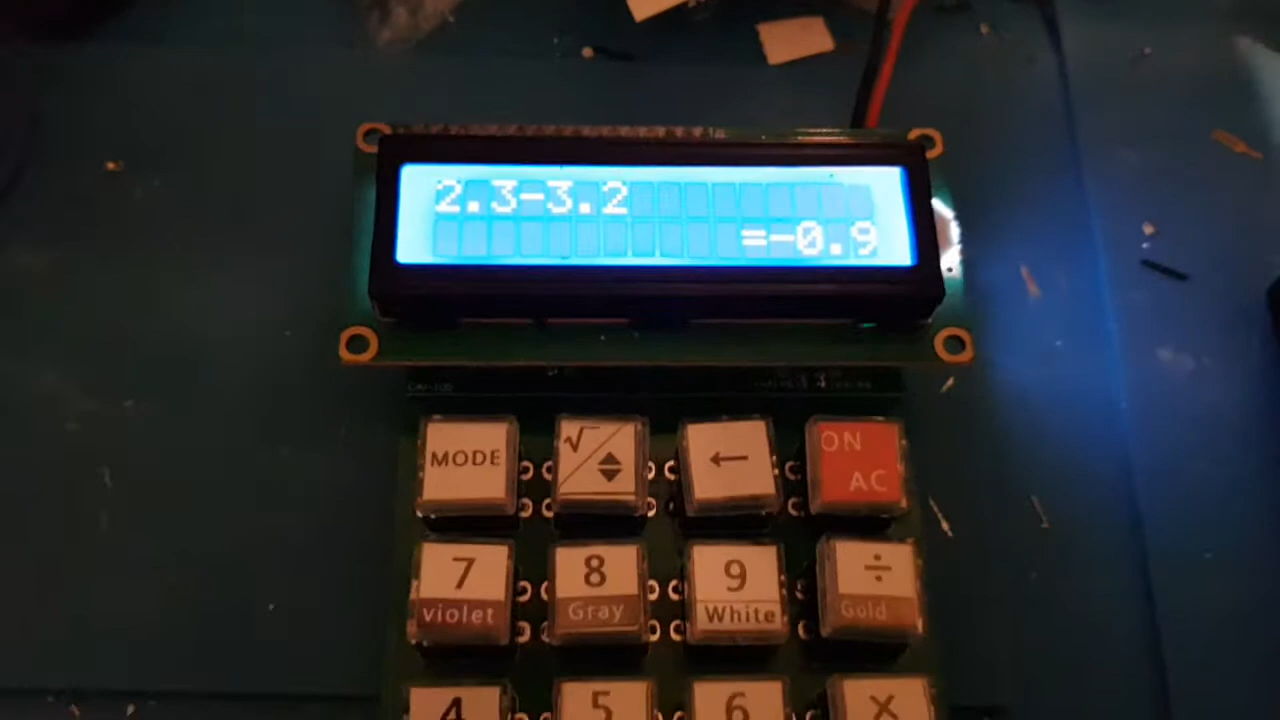 2.3-3.2
=-0.9
MODE
√
←
ON
AC
7
violet
8
Gray
9
White
÷
Gold
4
5
6
X